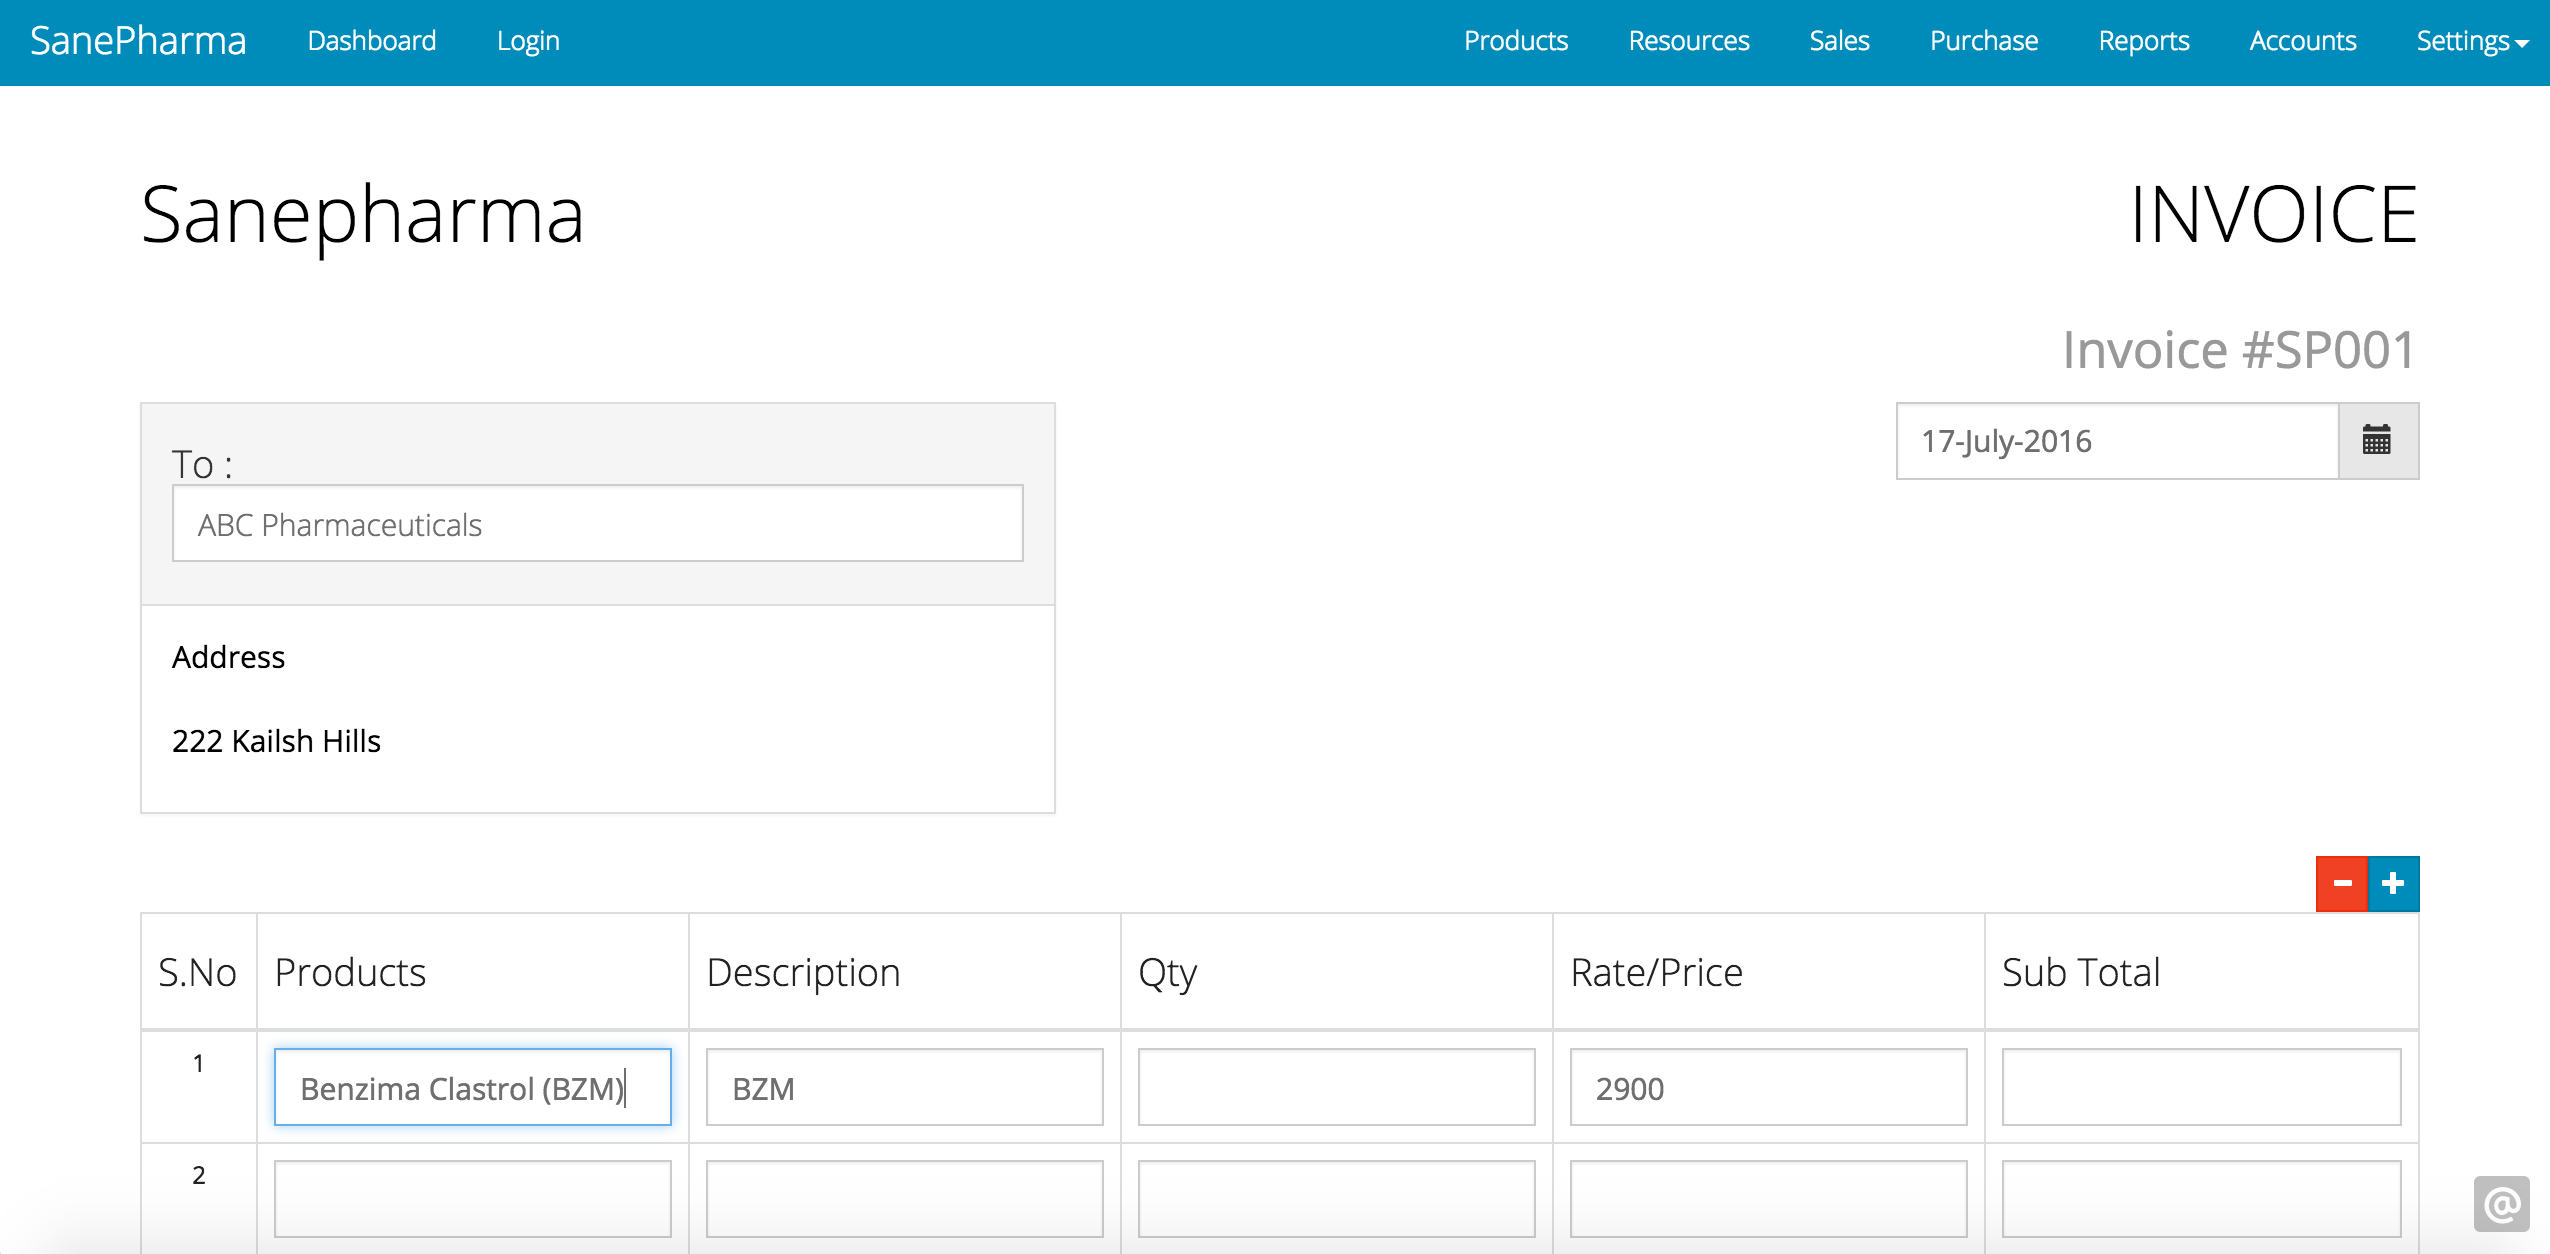 SanePharma Dashboard Login Products Resources Sales Purchase Reports Accounts Settings
Sanepharma INVOICE
Invoice #SP001
17-July-2016
To :
ABC Pharmaceuticals
Address
222 Kailsh Hills
S.No Products Description Qty Rate/Price Sub Total
1 Benzima Clastrol (BZM) BZM 2900
2
@